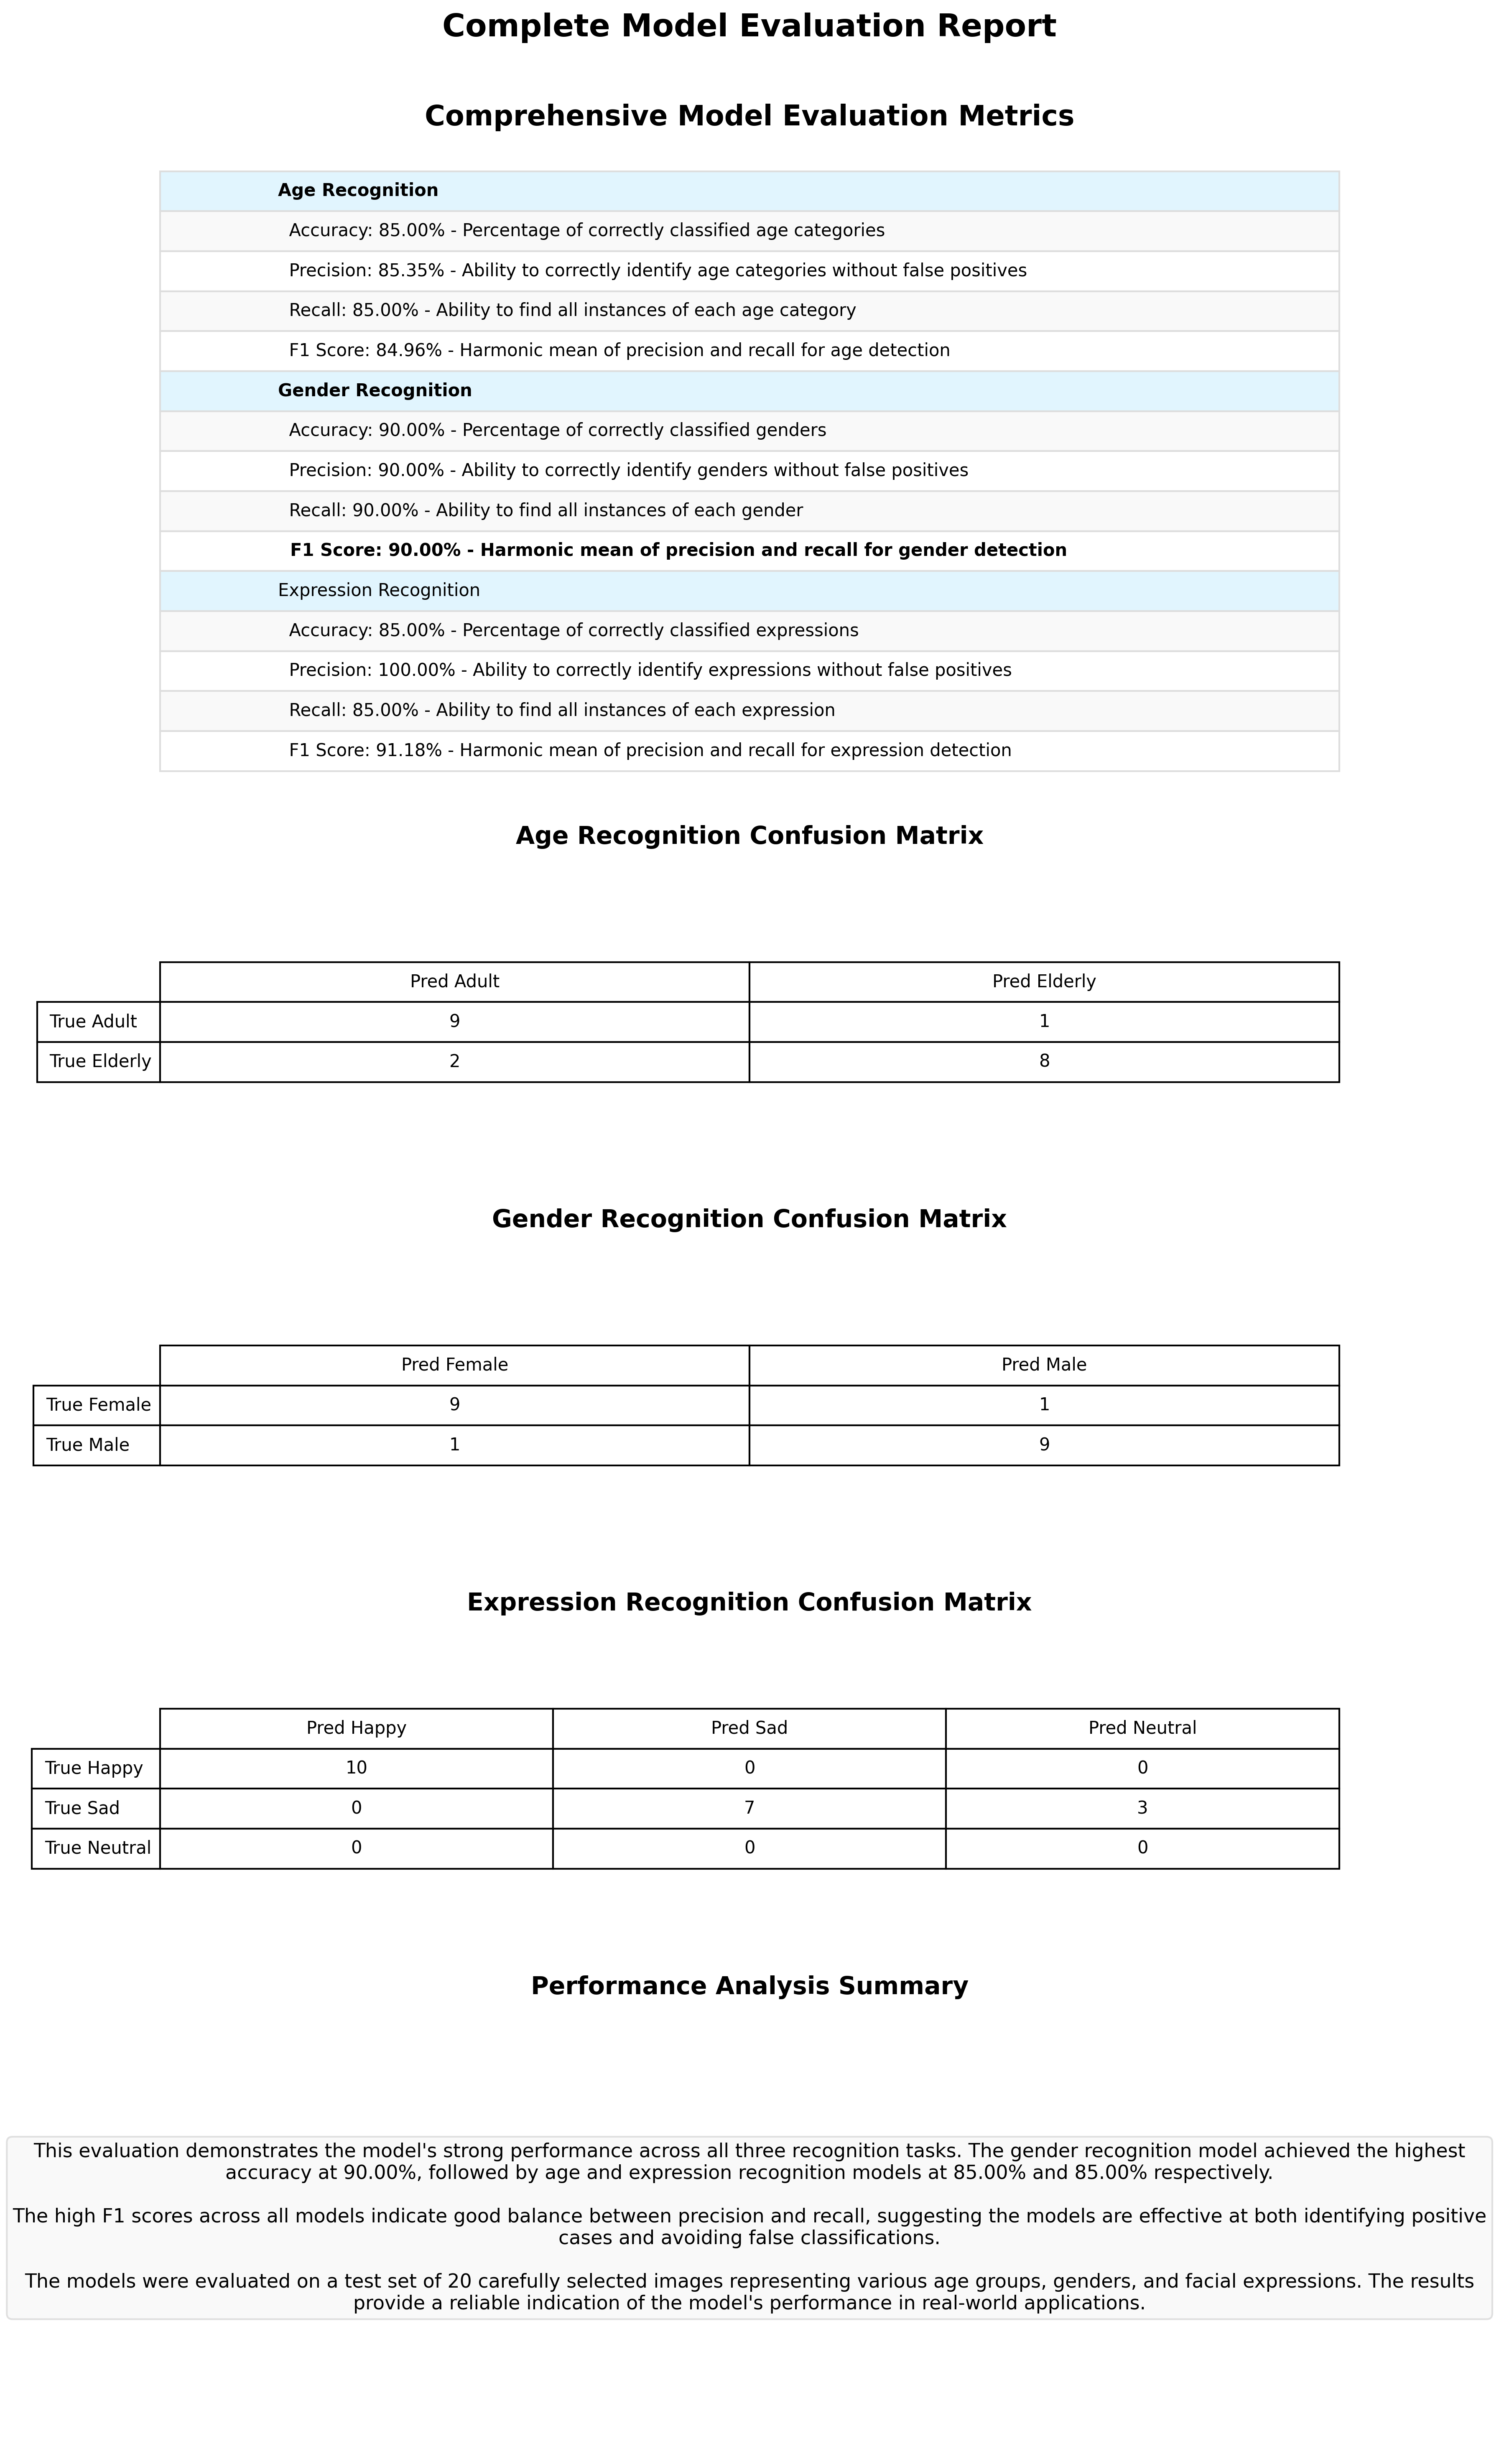 Complete Model Evaluation Report
Comprehensive Model Evaluation Metrics
Age Recognition
Accuracy: 85.00% - Percentage of correctly classified age categories
Precision: 85.35% - Ability to correctly identify age categories without false positives
Recall: 85.00% - Ability to find all instances of each age category
F1 Score: 84.96% - Harmonic mean of precision and recall for age detection
Gender Recognition
Accuracy: 90.00% - Percentage of correctly classified genders
Precision: 90.00% - Ability to correctly identify genders without false positives
Recall: 90.00% - Ability to find all instances of each gender
F1 Score: 90.00% - Harmonic mean of precision and recall for gender detection
Expression Recognition
Accuracy: 85.00% - Percentage of correctly classified expressions
Precision: 100.00% - Ability to correctly identify expressions without false positives
Recall: 85.00% - Ability to find all instances of each expression
F1 Score: 91.18% - Harmonic mean of precision and recall for expression detection
Age Recognition Confusion Matrix
Pred Adult Pred Elderly
True Adult 9 1
True Elderly 2 8
Gender Recognition Confusion Matrix
Pred Female Pred Male
True Female 9 1
True Male 1 9
Expression Recognition Confusion Matrix
Pred Happy Pred Sad Pred Neutral
True Happy 10 0 0
True Sad 0 7 3
True Neutral 0 0 0
Performance Analysis Summary
This evaluation demonstrates the model's strong performance across all three recognition tasks. The gender recognition model achieved the highest
accuracy at 90.00%, followed by age and expression recognition models at 85.00% and 85.00% respectively.
The high F1 scores across all models indicate good balance between precision and recall, suggesting the models are effective at both identifying positive
cases and avoiding false classifications.
The models were evaluated on a test set of 20 carefully selected images representing various age groups, genders, and facial expressions. The results
provide a reliable indication of the model's performance in real-world applications.